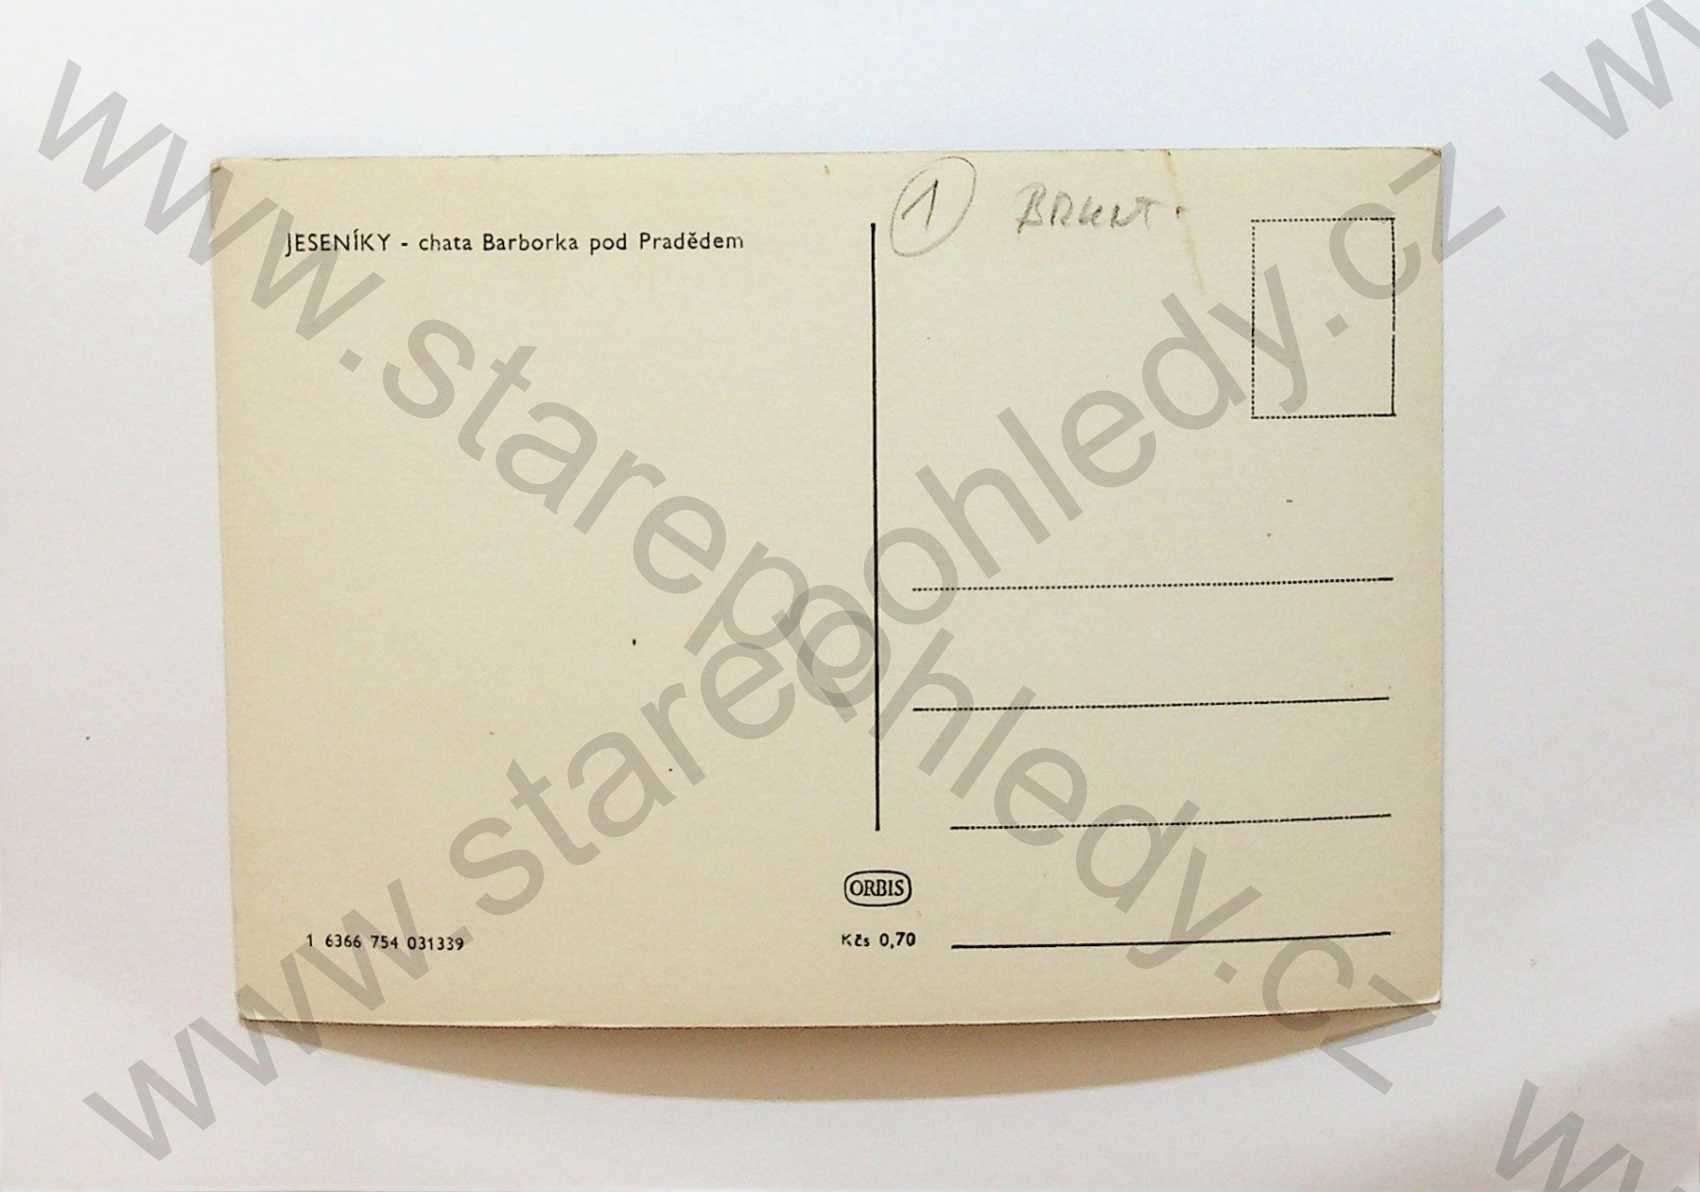 JESENÍKY - chata Barborka pod Pradědem
1
ORBIS
1 6366 754 031339
Kčs 0,70
www.starepohledy.cz
www.starepohledy.cz